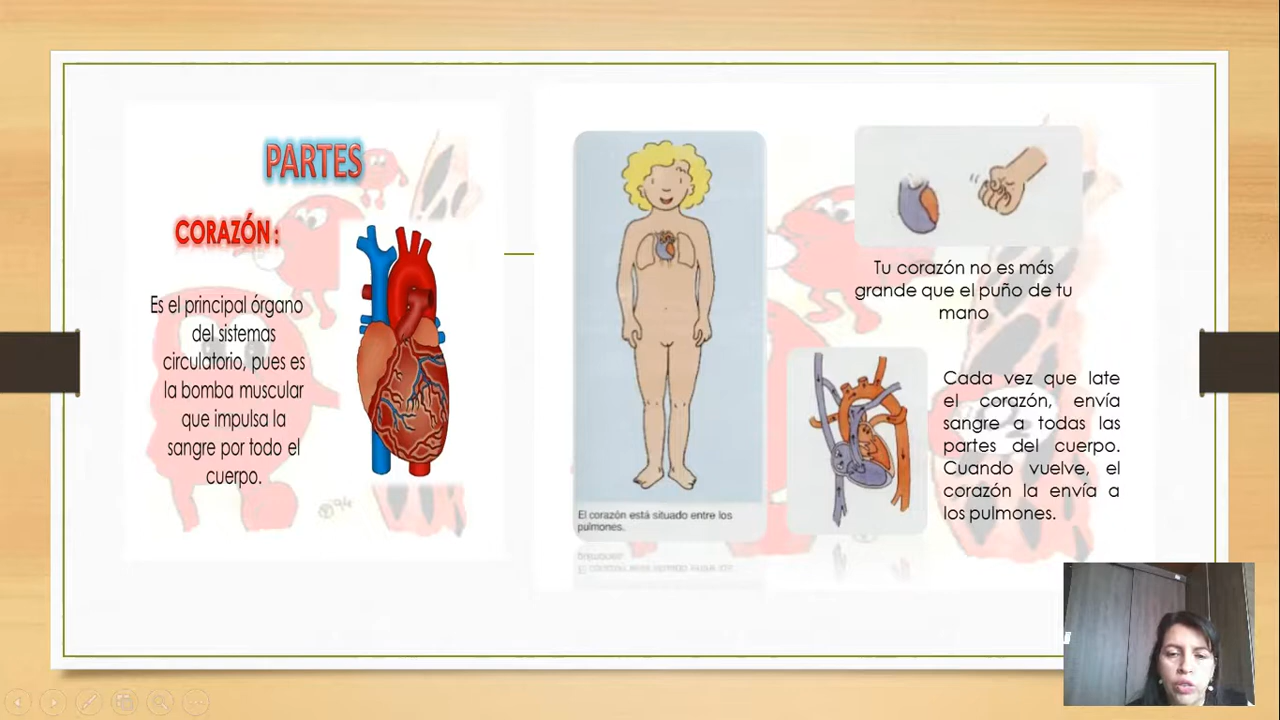 PARTES
CORAZÓN:
Es el principal órgano
del sistemas
circulatorio, pues es
la bomba muscular
que impulsa la
sangre por todo el
cuerpo.
El corazón está situado entre los
pulmones.
Tu corazón no es más
grande que el puño de tu
mano
Cada vez que late
el corazón, envía
sangre a todas las
partes del cuerpo.
Cuando vuelve, el
corazón la envía a
los pulmones.